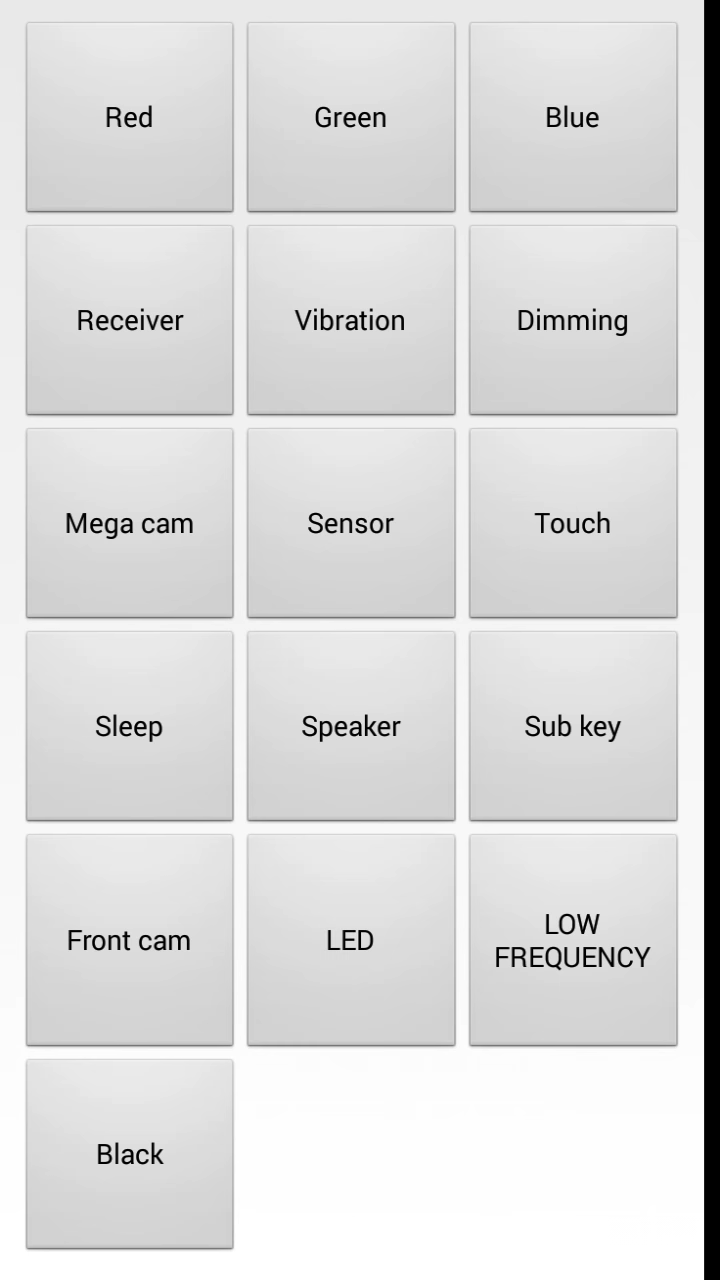 Red
Green
Blue
Receiver
Vibration
Dimming
Mega cam
Sensor
Touch
Sleep
Speaker
Sub key
Front cam
LED
LOW
FREQUENCY
Black